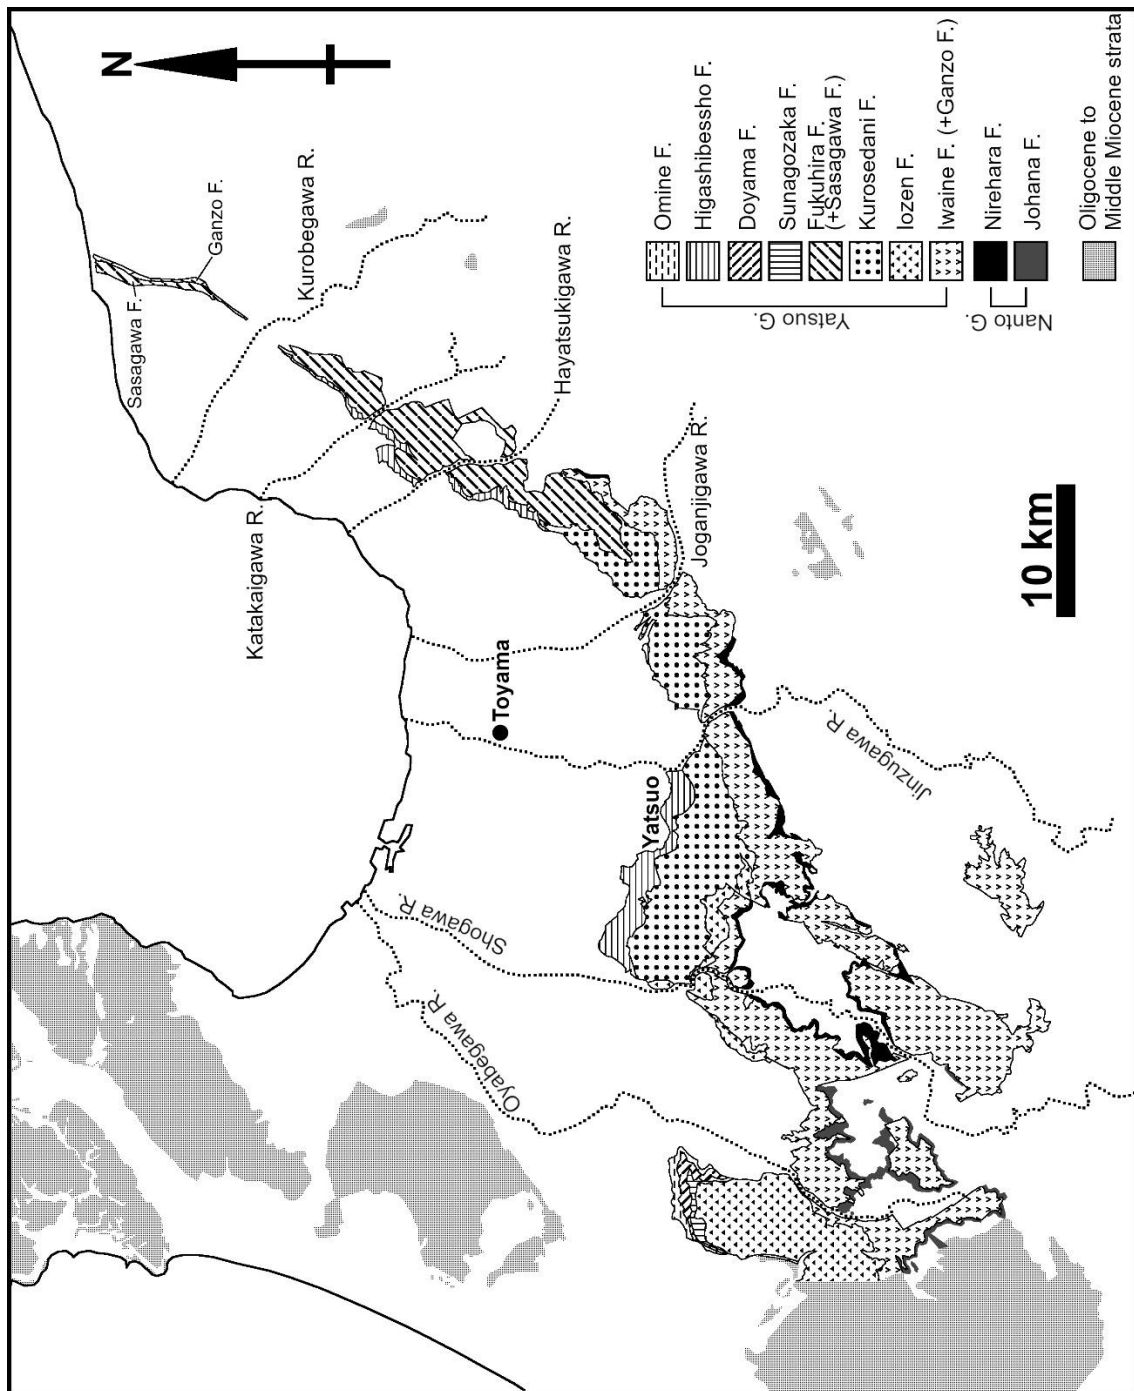 N
Sasagawa F.
Ganzo F.
Kurobegawa R.
Katakaigawa R.
Hayatsukigawa R.
Joganjigawa R.
Toyama
Yatsuo
Jinzugawa R.
Shogawa R.
Oyabegawa R.
10 km
Yatsuo G.
Omine F.
Higashibessho F.
Doyama F.
Sunagozaka F.
Fukuhira F.
(+Sasagawa F.)
Kurosedani F.
Iozen F.
Iwaine F. (+Ganzo F.)
Nanto G.
Nirehara F.
Johana F.
Oligocene to
Middle Miocene strata